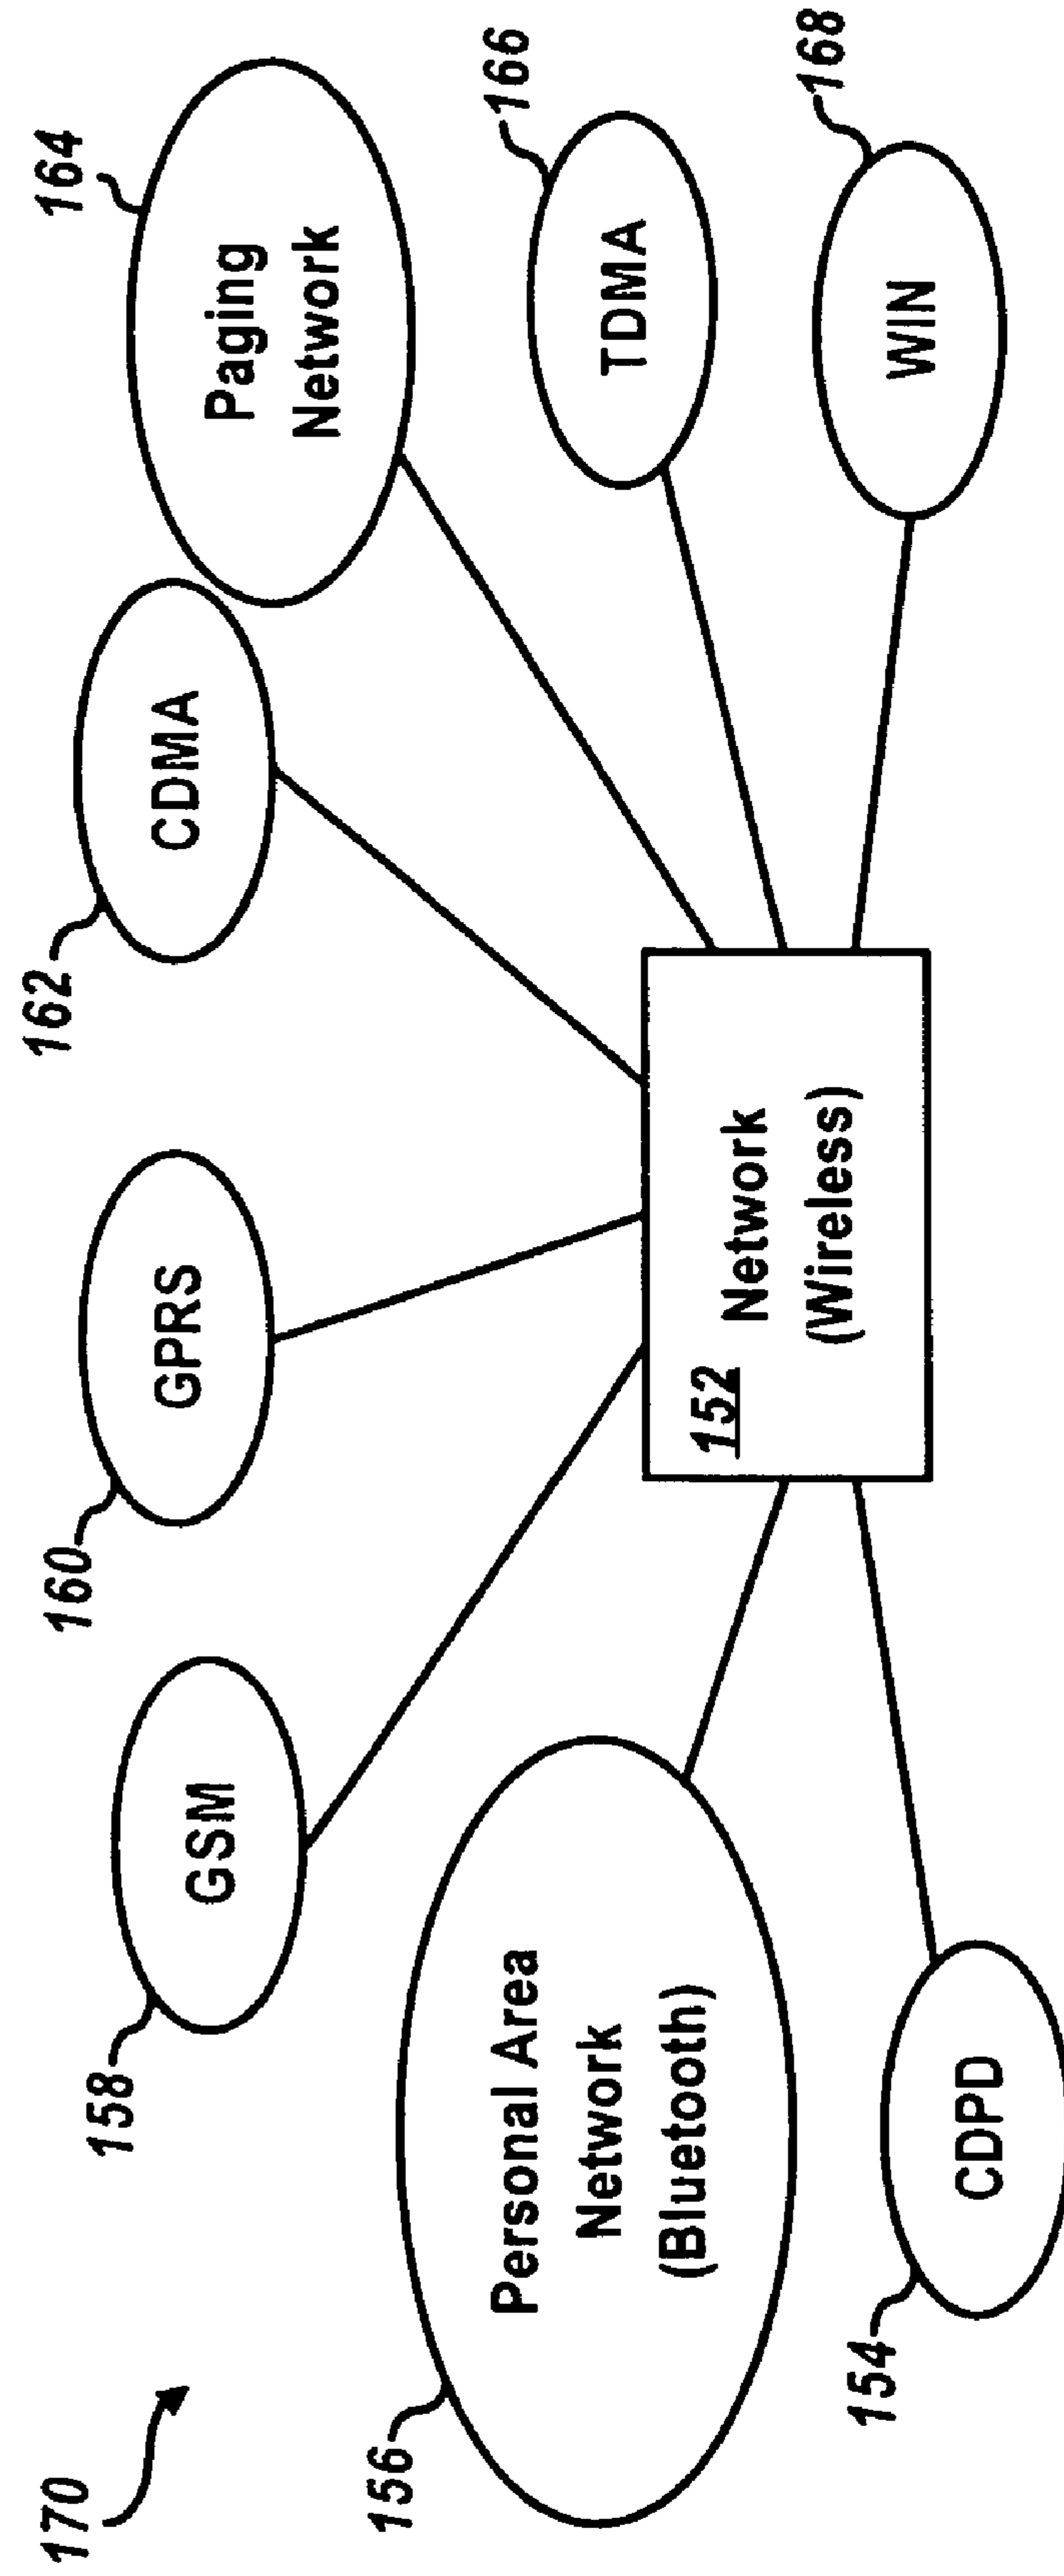 170
158
GSM
160
GPRS
162
CDMA
164
Paging
Network
156
Personal Area
Network
(Bluetooth)
166
TDMA
152
Network
(Wireless)
154
CDPD
168
WIN